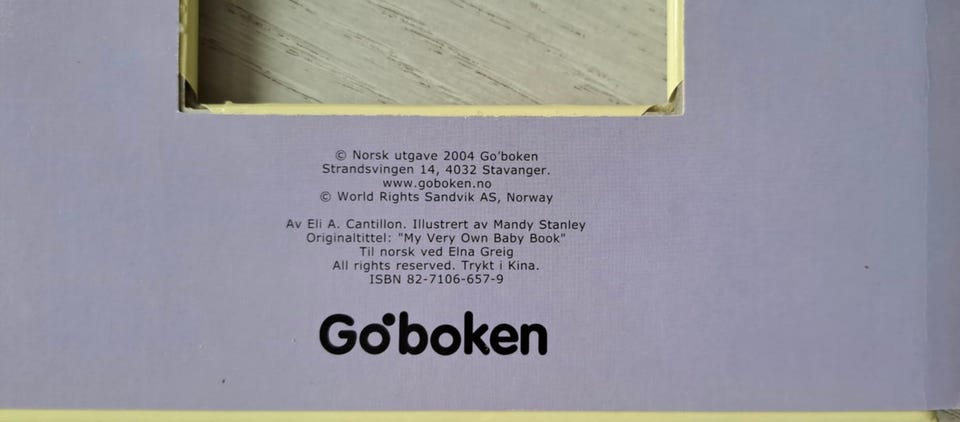 © Norsk utgave 2004 Go'boken
Strandsvingen 14, 4032 Stavanger.
www.goboken.no
© World Rights Sandvik AS, Norway
Av Eli A. Cantillon. Illustrert av Mandy Stanley
Originaltittel: "My Very Own Baby Book"
Til norsk ved Elna Greig
All rights reserved. Trykt i Kina.
ISBN 82-7106-657-9
Go'boken